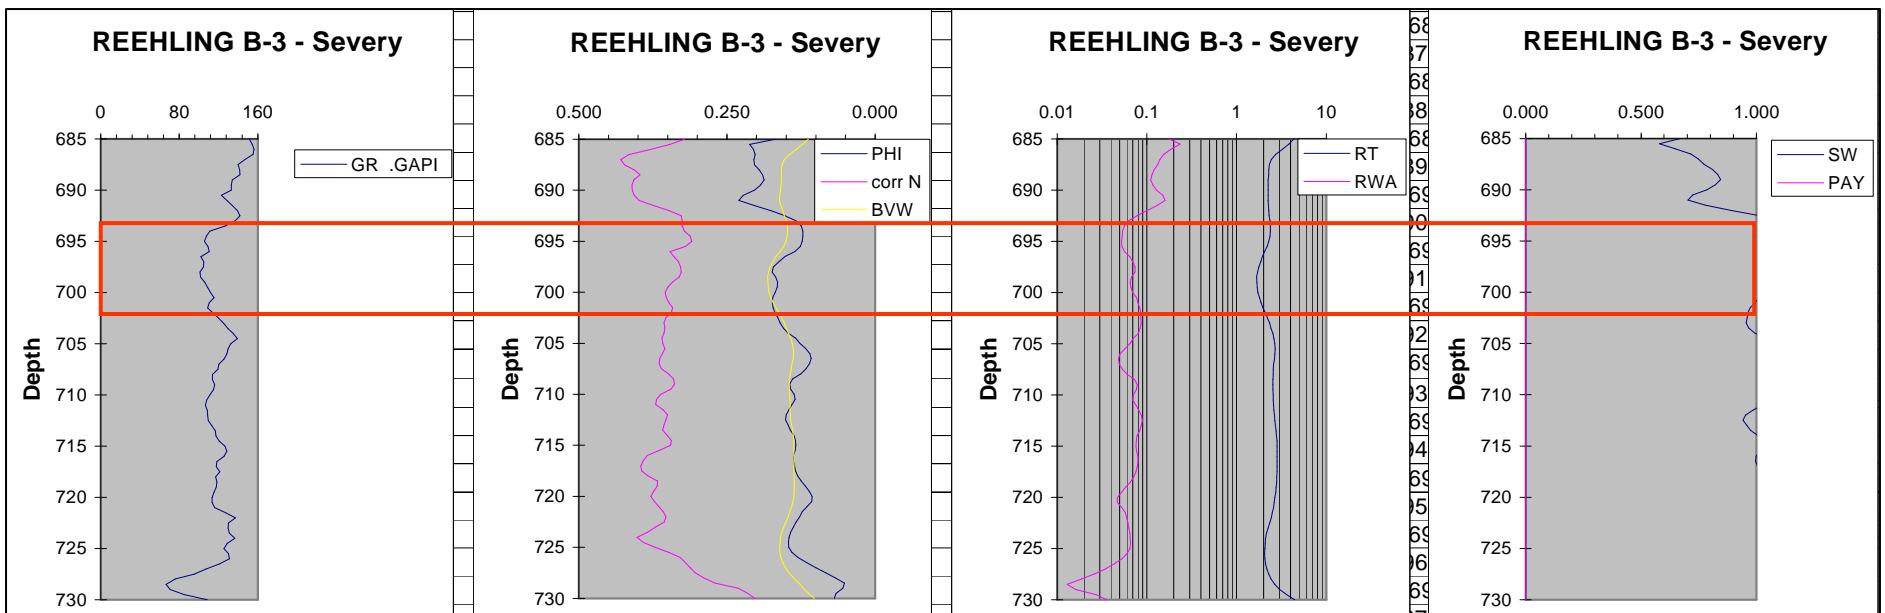 REEHLING B-3 - Severy
0 80 160
685
690
695
700
705
710
715
720
725
730
Depth
GR .GAPI
REEHLING B-3 - Severy
0.500 0.250 0.000
685
690
695
700
705
710
715
720
725
730
Depth
PHI
corr N
BVW
REEHLING B-3 - Severy
0.01 0.1 1 10
685
690
695
700
705
710
715
720
725
730
Depth
RT
RWA
REEHLING B-3 - Severy
0.000 0.5000 1.000
685
690
695
700
705
710
715
720
725
730
Depth
SW
PAY